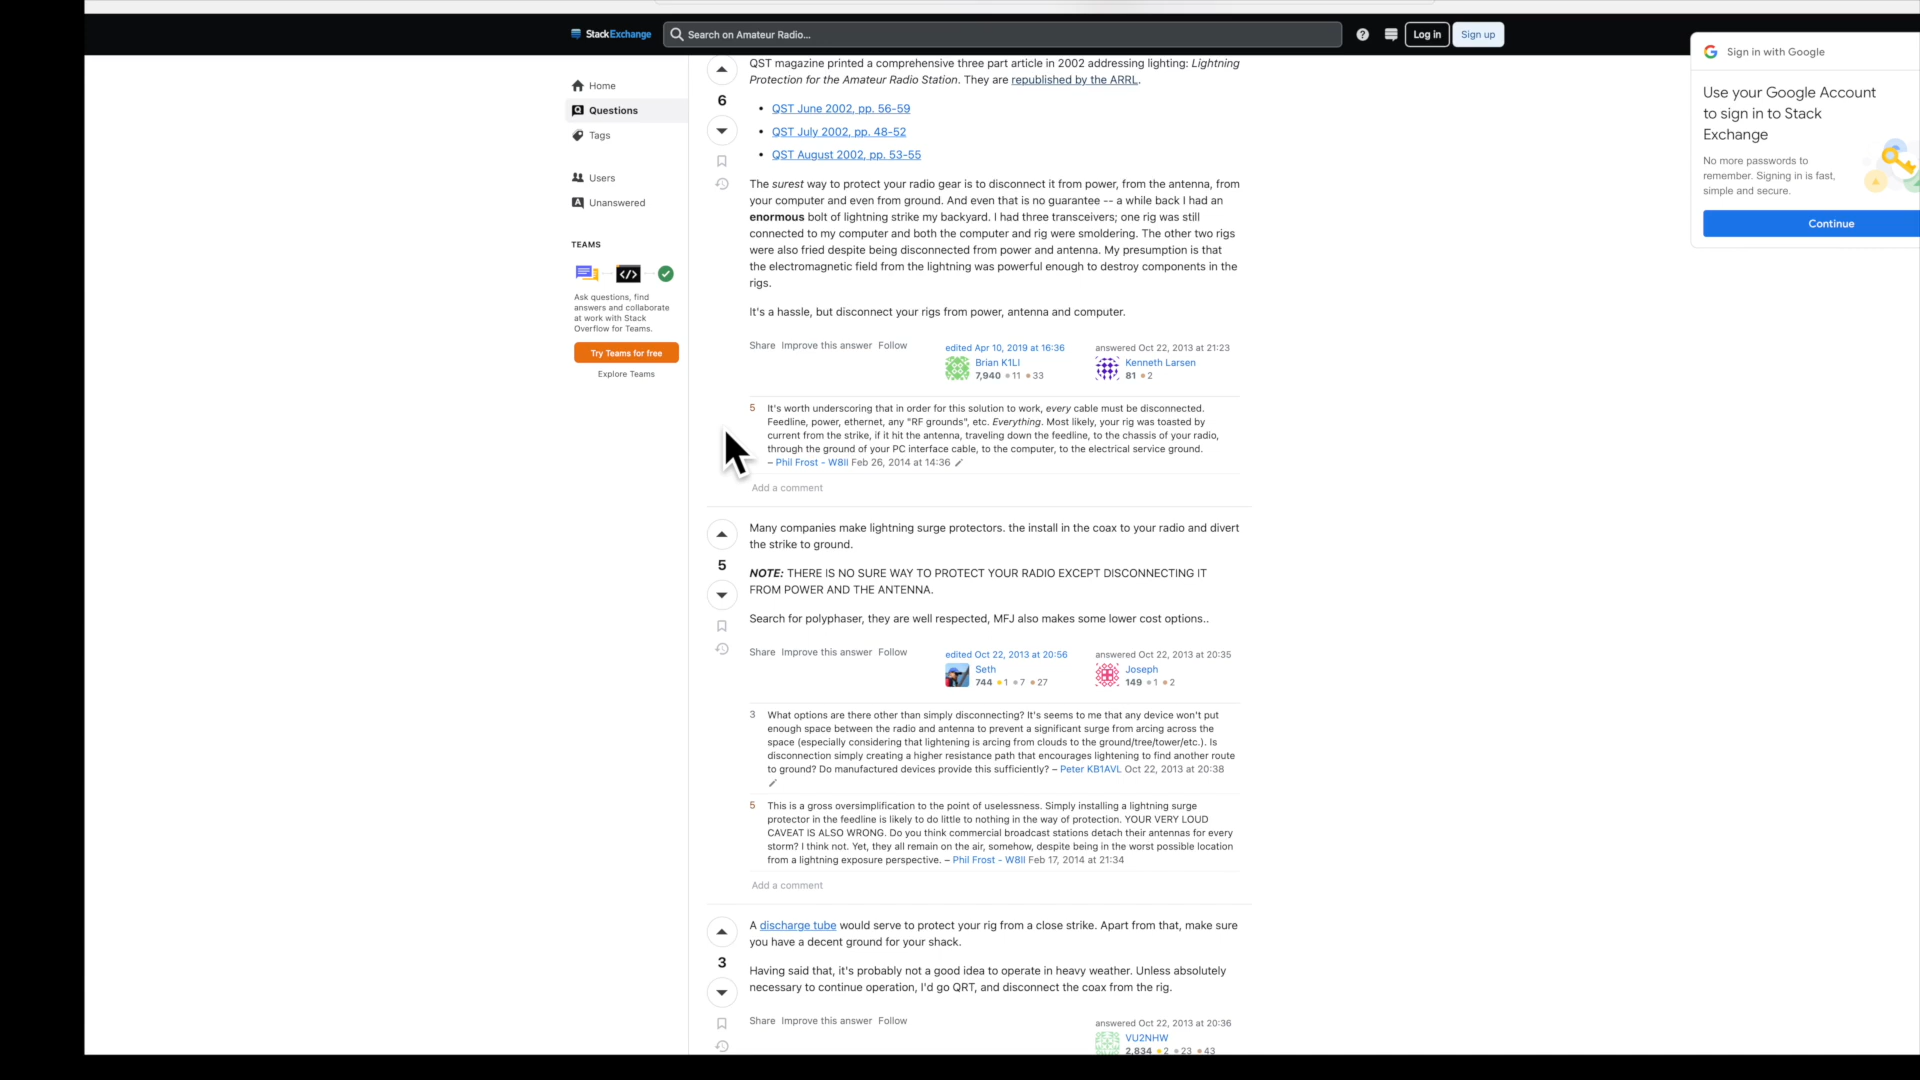 StackExchange
Search on Amateur Radio...
Log in
Sign up
Sign in with Google
Use your Google Account
to sign in to Stack
Exchange
No more passwords to
remember. Signing in is fast,
simple and secure.
Continue
Home
Questions
Tags
Users
Unanswered
TEAMS
Ask questions, find
answers and collaborate
at work with Stack
Overflow for Teams.
Try Teams for free
Explore Teams
QST magazine printed a comprehensive three part article in 2002 addressing lighting: Lightning
Protection for the Amateur Radio Station. They are republished by the ARRL.
6
• QST June 2002, pp. 56-59
• QST July 2002, pp. 48-52
• QST August 2002, pp. 53-55
The surest way to protect your radio gear is to disconnect it from power, from the antenna, from
your computer and even from ground. And even that is no guarantee -- a while back I had an
enormous bolt of lightning strike my backyard. I had three transceivers; one rig was still
connected to my computer and both the computer and rig were smoldering. The other two rigs
were also fried despite being disconnected from power and antenna. My presumption is that
the electromagnetic field from the lightning was powerful enough to destroy components in the
rigs.
It's a hassle, but disconnect your rigs from power, antenna and computer.
Share Improve this answer Follow
edited Apr 10, 2019 at 16:36
Brian K1LI
7,940 11 33
answered Oct 22, 2013 at 21:23
Kenneth Larsen
81 2
5 It's worth underscoring that in order for this solution to work, every cable must be disconnected.
Feedline, power, ethernet, any "RF grounds", etc. Everything. Most likely, your rig was toasted by
current from the strike, if it hit the antenna, traveling down the feedline, to the chassis of your radio,
through the ground of your PC interface cable, to the computer, to the electrical service ground.
– Phil Frost - W8II Feb 26, 2014 at 14:36
Add a comment
Many companies make lightning surge protectors. the install in the coax to your radio and divert
the strike to ground.
5
NOTE: THERE IS NO SURE WAY TO PROTECT YOUR RADIO EXCEPT DISCONNECTING IT
FROM POWER AND THE ANTENNA.
Search for polyphaser, they are well respected, MFJ also makes some lower cost options..
Share Improve this answer Follow
edited Oct 22, 2013 at 20:56
Seth
744 1 7 27
answered Oct 22, 2013 at 20:35
Joseph
149 1 2
3 What options are there other than simply disconnecting? It's seems to me that any device won't put
enough space between the radio and antenna to prevent a significant surge from arcing across the
space (especially considering that lightening is arcing from clouds to the ground/tree/tower/etc.). Is
disconnection simply creating a higher resistance path that encourages lightening to find another route
to ground? Do manufactured devices provide this sufficiently? – Peter KB1AVL Oct 22, 2013 at 20:38
5 This is a gross oversimplification to the point of uselessness. Simply installing a lightning surge
protector in the feedline is likely to do little to nothing in the way of protection. YOUR VERY LOUD
CAVEAT IS ALSO WRONG. Do you think commercial broadcast stations detach their antennas for every
storm? I think not. Yet, they all remain on the air, somehow, despite being in the worst possible location
from a lightning exposure perspective. – Phil Frost - W8II Feb 17, 2014 at 21:34
Add a comment
A discharge tube would serve to protect your rig from a close strike. Apart from that, make sure
you have a decent ground for your shack.
3
Having said that, it's probably not a good idea to operate in heavy weather. Unless absolutely
necessary to continue operation, I'd go QRT, and disconnect the coax from the rig.
Share Improve this answer Follow
answered Oct 22, 2013 at 20:36
VU2NHW
2,834 2 23 43